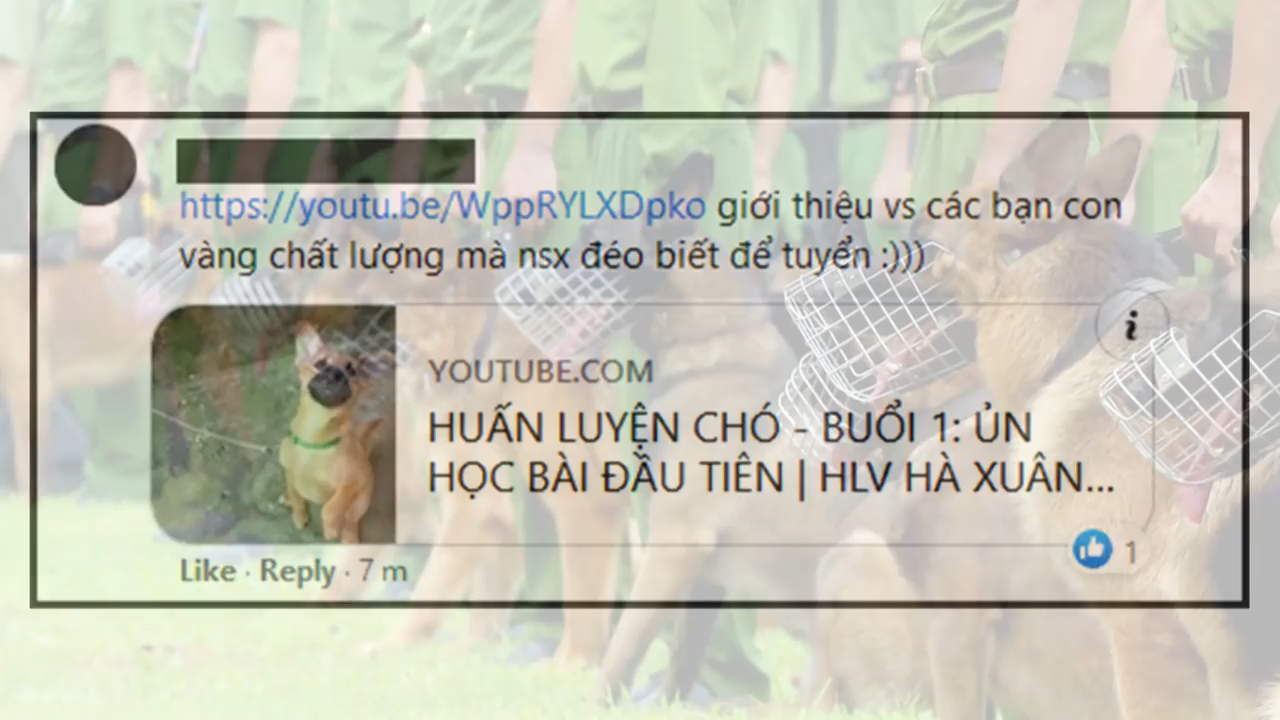 https://youtu.be/WppRYLXDpko giới thiệu vs các bạn con
vàng chất lượng mà nsx đéo biết để tuyển :)))
YOUTUBE.COM
HUẤN LUYỆN CHÓ - BUỔI 1: ỦN
HỌC BÀI ĐẦU TIÊN | HLV HÀ XUÂN...
Like · Reply · 7 m
1